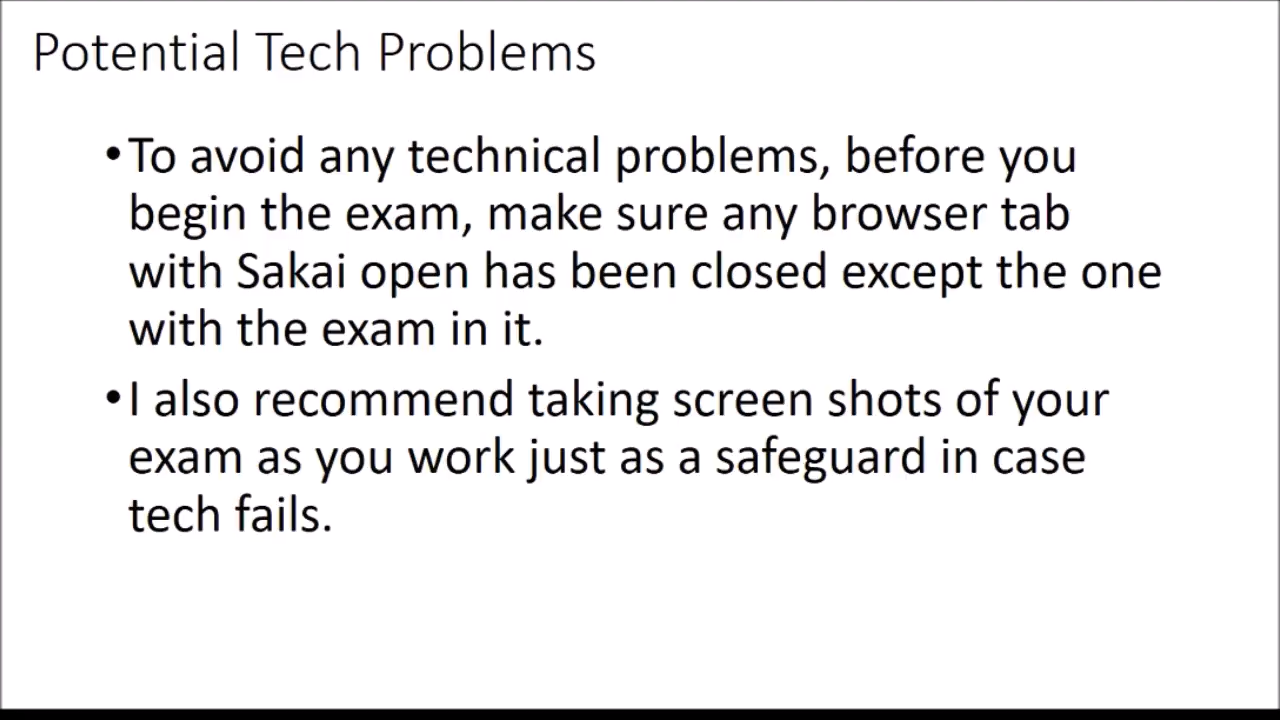 Potential Tech Problems
•To avoid any technical problems, before you
begin the exam, make sure any browser tab
with Sakai open has been closed except the one
with the exam in it.
•I also recommend taking screen shots of your
exam as you work just as a safeguard in case
tech fails.